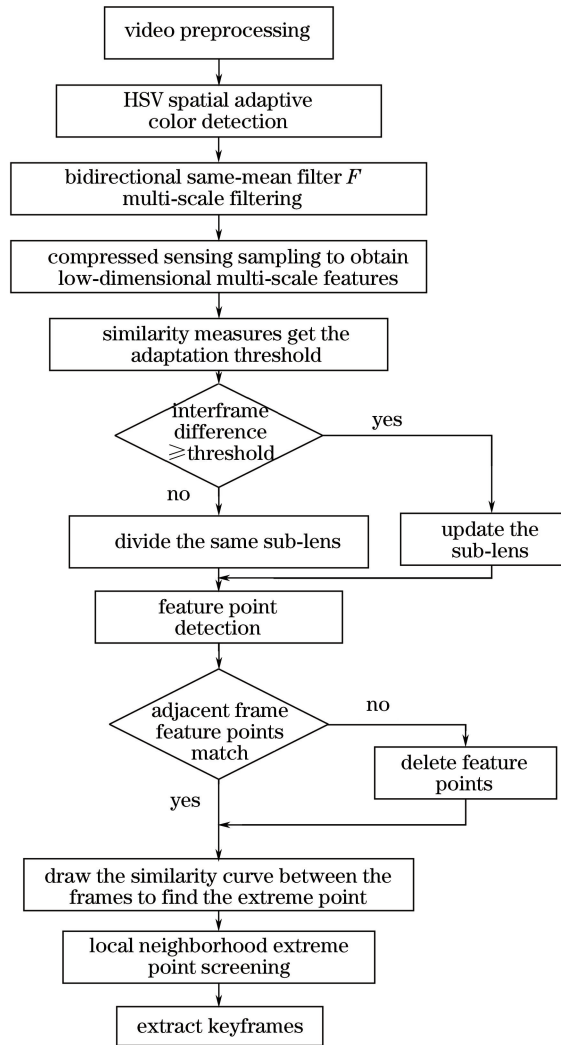 video preprocessing
HSV spatial adaptive
color detection
bidirectional same-mean filter F
multi-scale filtering
compressed sensing sampling to obtain
low-dimensional multi-scale features
similarity measures get the
adaptation threshold
interframe
difference
⩾threshold
yes
no
divide the same sub-lens
update the
sub-lens
feature point
detection
adjacent frame
feature points
match
no
yes
delete feature
points
draw the similarity curve between the
frames to find the extreme point
local neighborhood extreme
point screening
extract keyframes